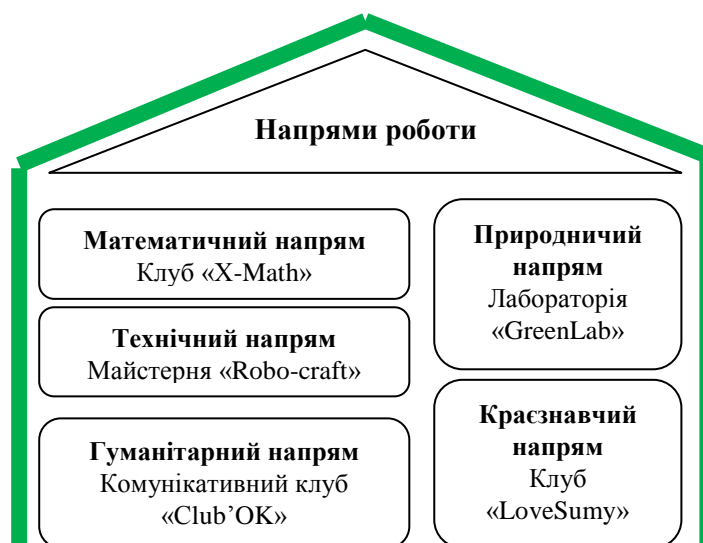 Напрями роботи
Математичний напрям
Клуб «X-Math»
Технічний напрям
Майстерня «Robo-craft»
Гуманітарний напрям
Комунікативний клуб
«Club’OK»
Природничий
напрям
Лабораторія
«GreenLab»
Краєзнавчий
напрям
Клуб
«LoveSumy»